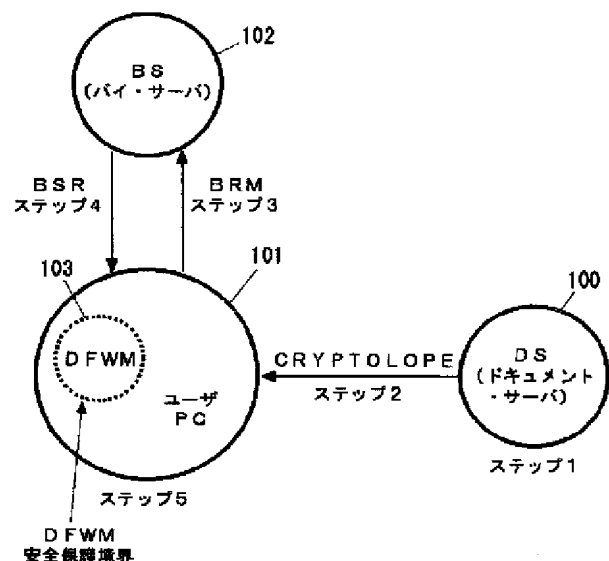 102
BS
(バイ・サーバ)
BSR
ステップ4
BRM
ステップ3
103
101
100
DFWM
ユーザ
PC
CRYPTOLOPE
ステップ2
DS
(ドキュメント
・サーバ)
ステップ1
ステップ5
DFWM
安全保護境界